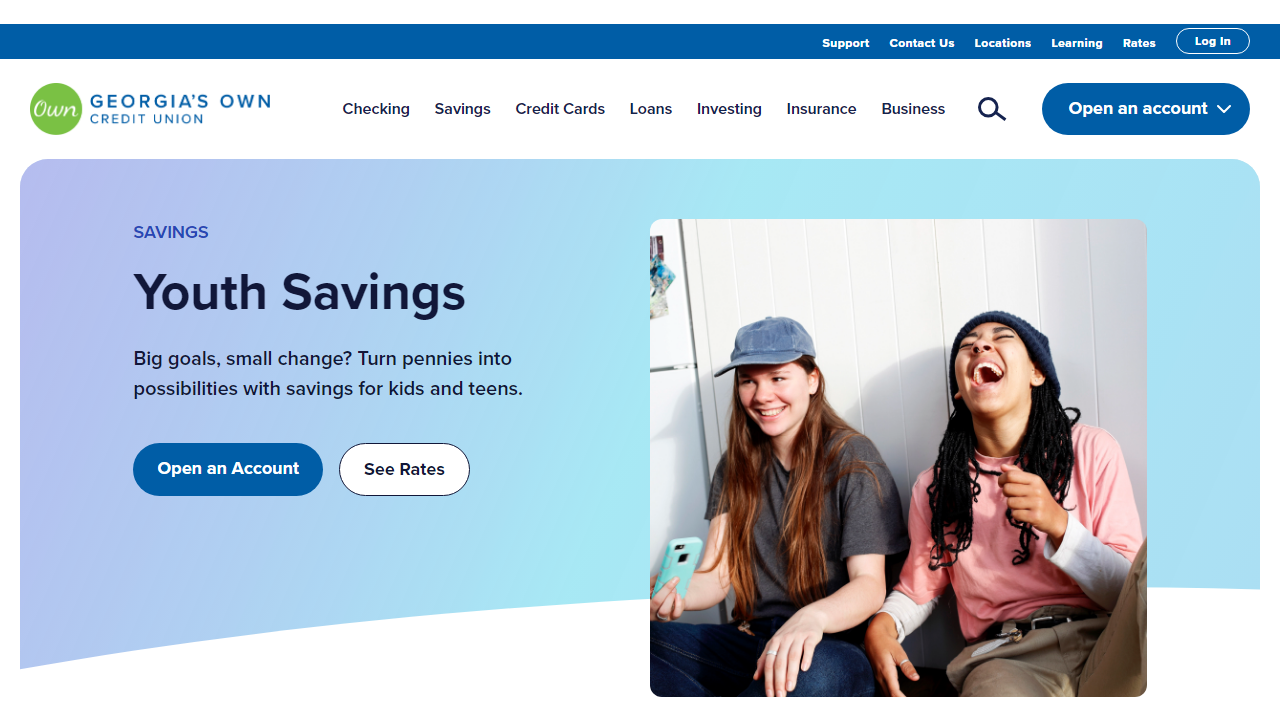 Support Contact Us Locations Learning Rates Log In
Own GEORGIA'S OWN
CREDIT UNION
Checking Savings Credit Cards Loans Investing Insurance Business Open an account
SAVINGS
Youth Savings
Big goals, small change? Turn pennies into
possibilities with savings for kids and teens.
Open an Account See Rates